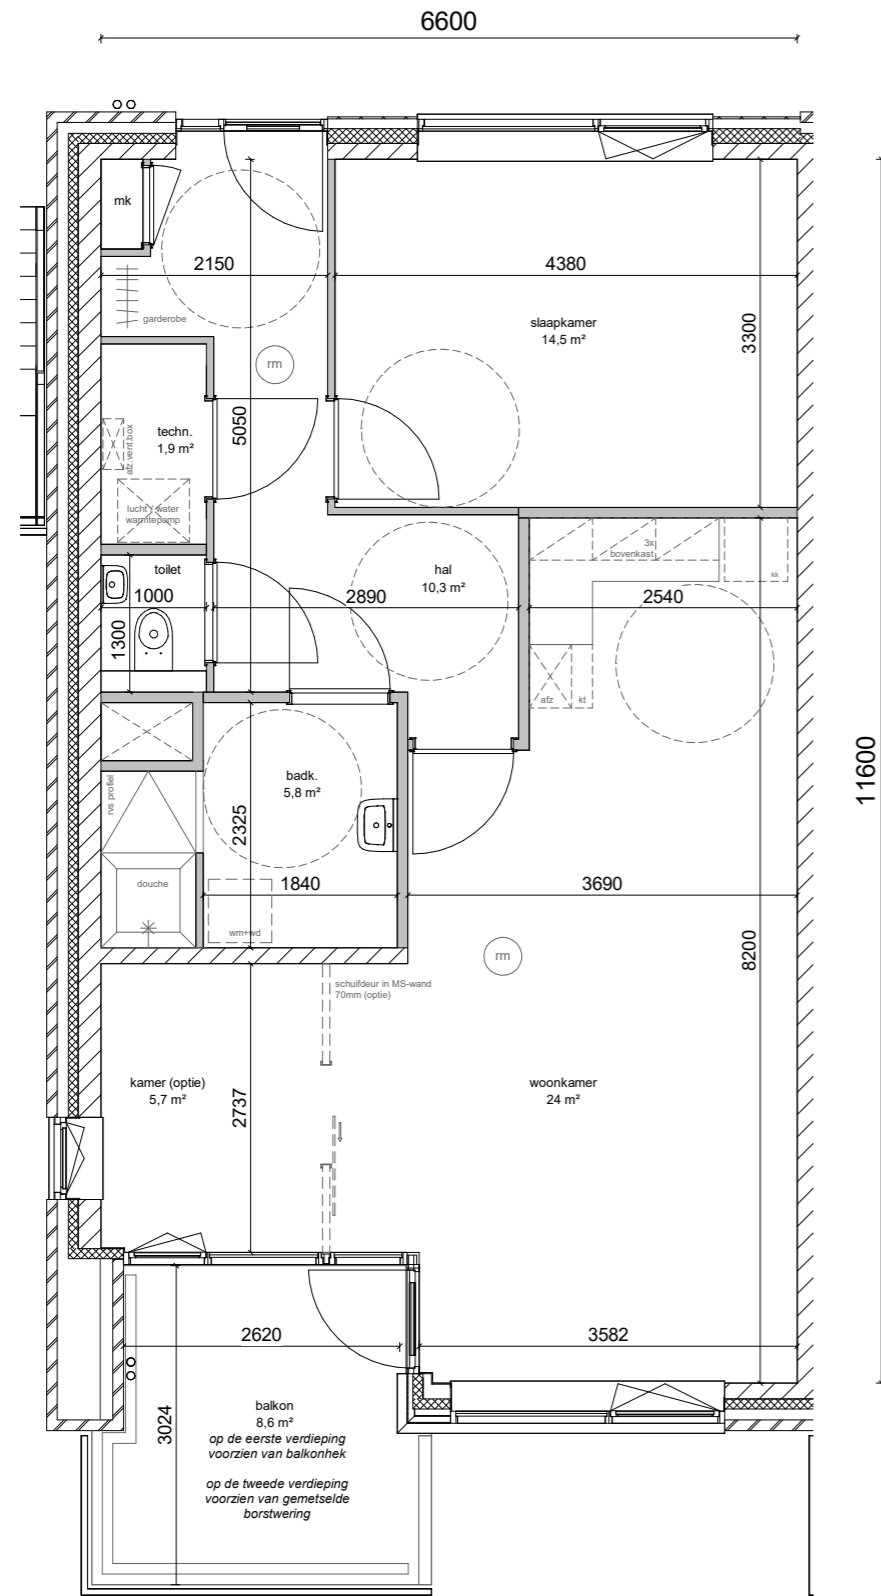 6600
mk
2150
4380
garderobe
slaapkamer
14,5 m²
3300
rm
5050
techn.
1,9 m²
afz.vent.box
lucht / water
warmtepomp
3x
bovenkast
kk
toilet
hal
10,3 m²
1000
2890
2540
1300
afz
kt
11600
rvs profiel
badk.
5,8 m²
2325
douche
1840
3690
wm+wd
8200
rm
schuifdeur in MS-wand
70mm (optie)
kamer (optie)
5,7 m²
woonkamer
24 m²
2737
2620
3582
3024
balkon
8,6 m²
op de eerste verdieping
voorzien van balkonhek
op de tweede verdieping
voorzien van gemetselde
borstwering